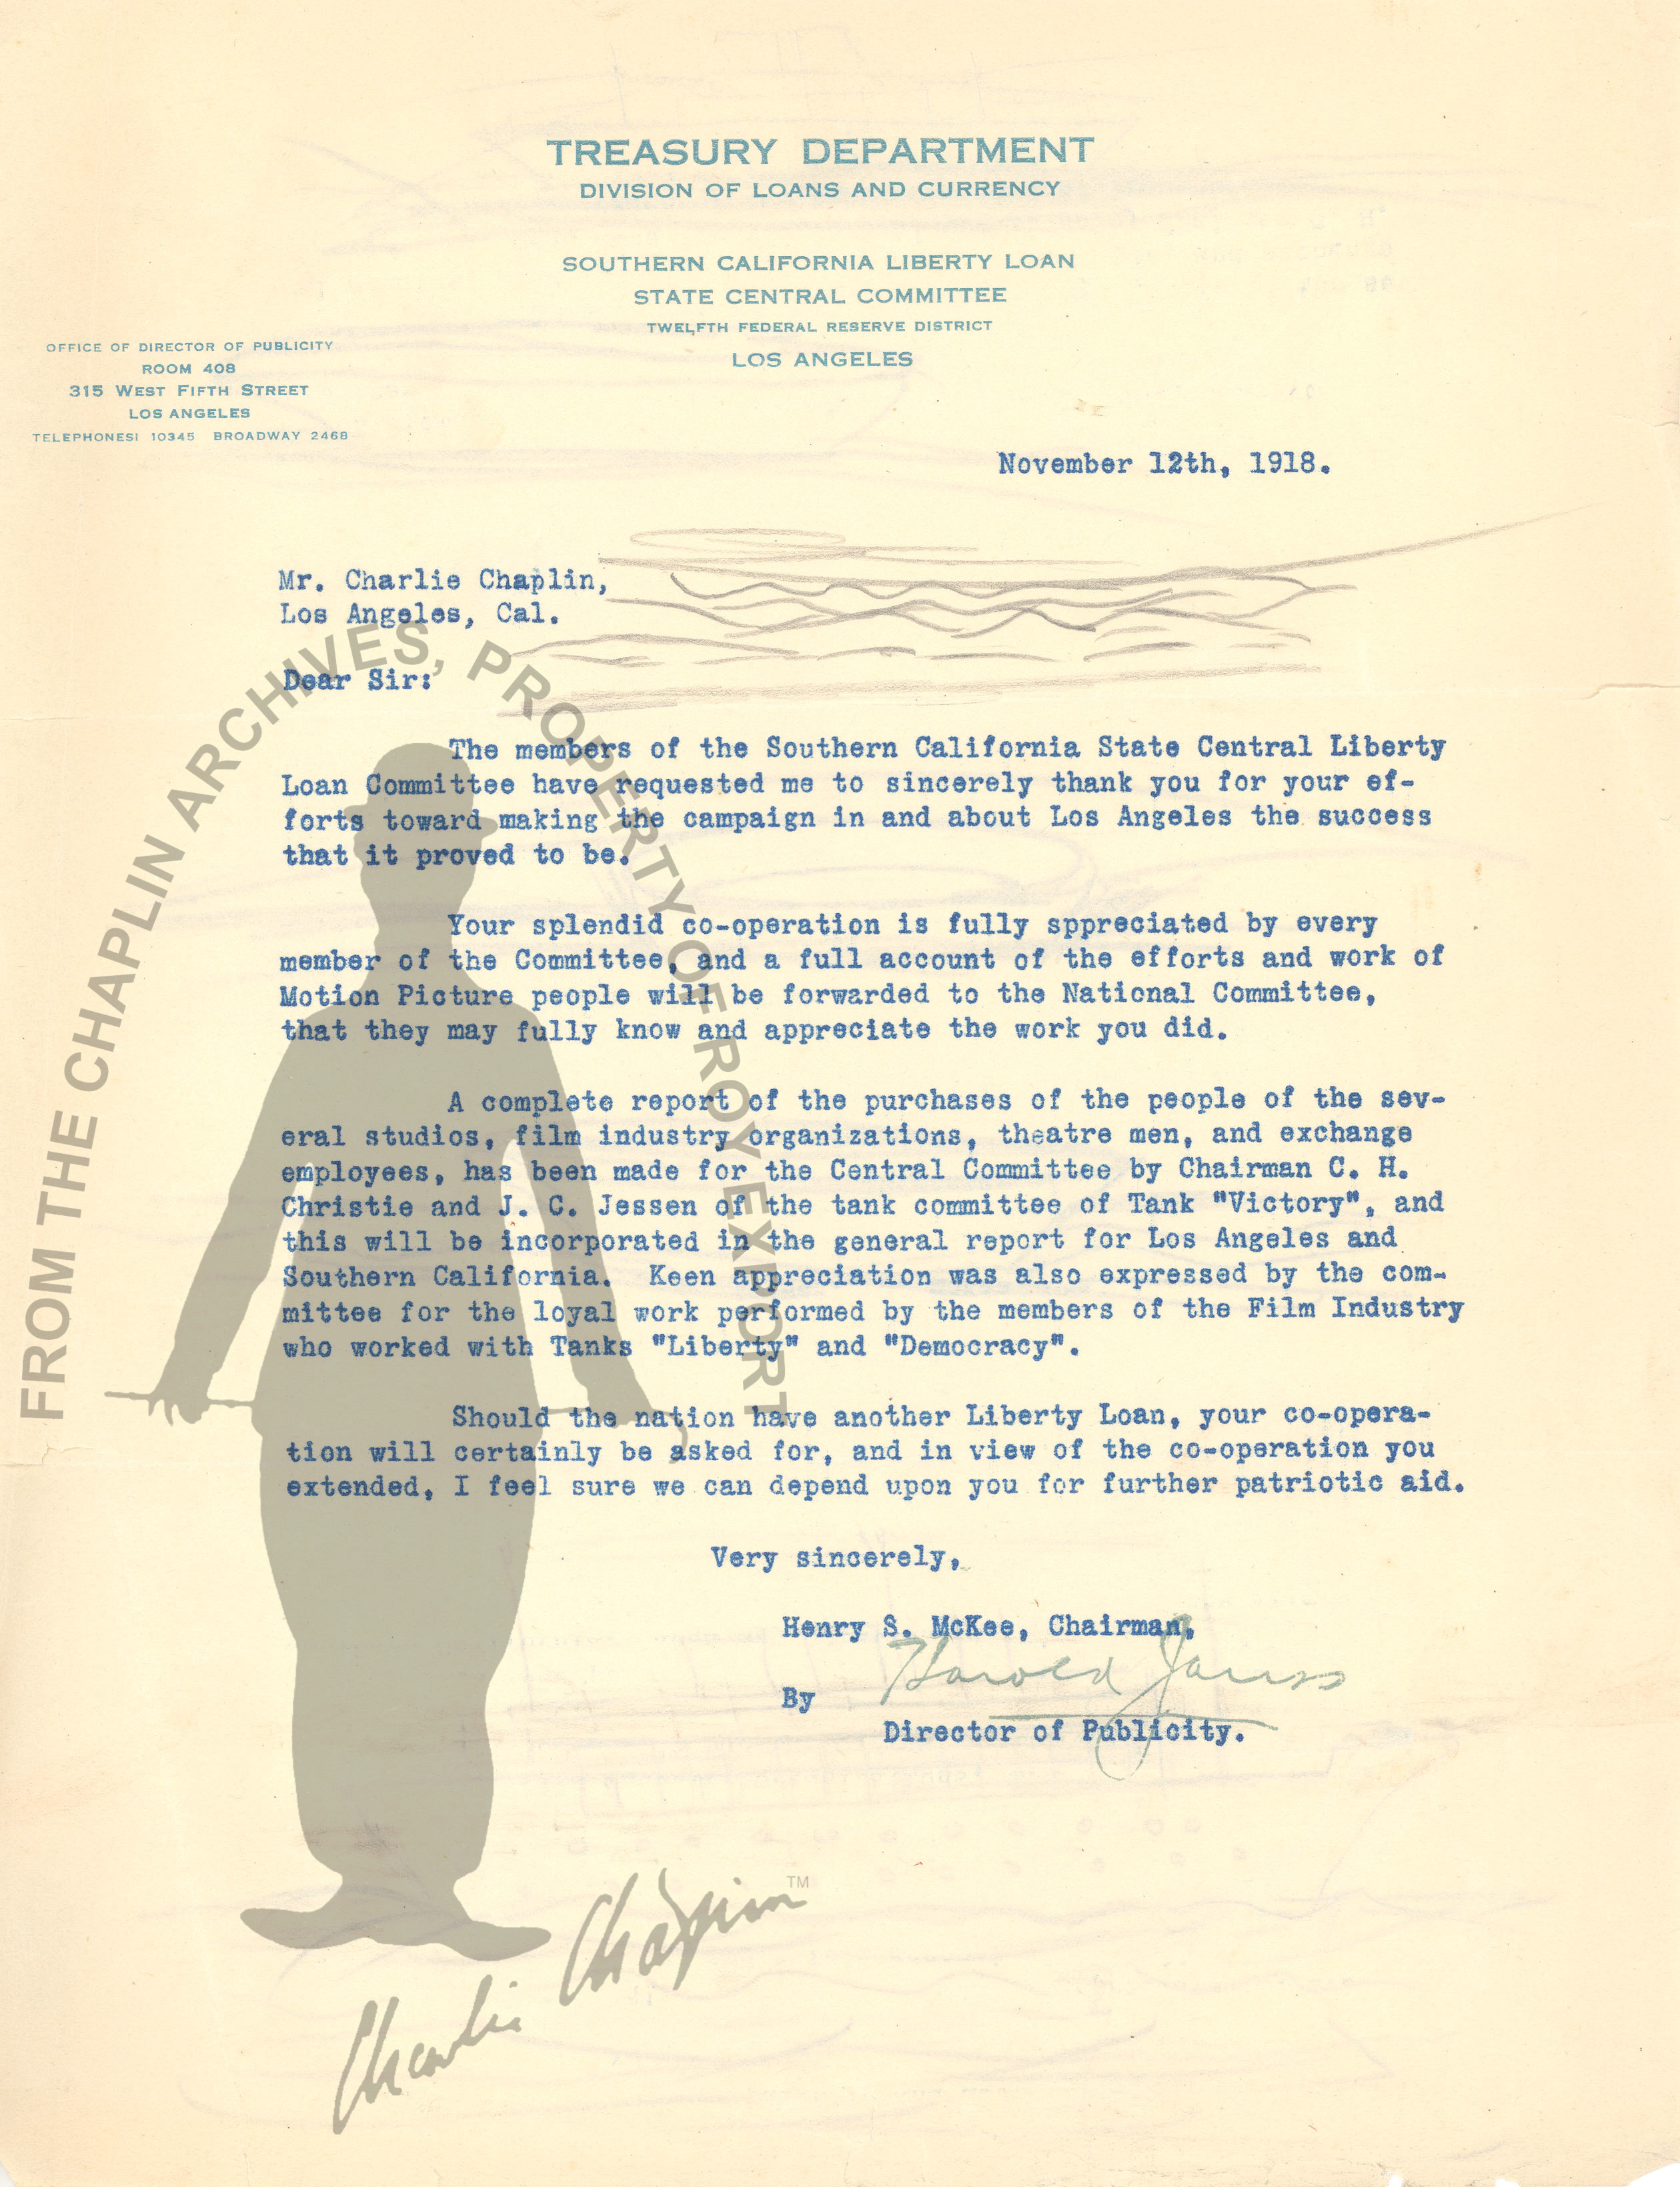 TREASURY DEPARTMENT
DIVISION OF LOANS AND CURRENCY
SOUTHERN CALIFORNIA LIBERTY LOAN
STATE CENTRAL COMMITTEE
TWELFTH FEDERAL RESERVE DISTRICT
LOS ANGELES
OFFICE OF DIRECTOR OF PUBLICITY
ROOM 408
315 WEST FIFTH STREET
LOS ANGELES
TELEPHONES! 10345 BROADWAY 2468
November 12th, 1918.
Mr. Charlie Chaplin,
Los Angeles, Cal.
Dear Sir:
The members of the Southern California State Central Liberty
Loan Committee have requested me to sincerely thank you for your ef-
forts toward making the campaign in and about Los Angeles the success
that it proved to be.
Your splendid co-operation is fully sppreciated by every
member of the Committee, and a full account of the efforts and work of
Motion Picture people will be forwarded to the National Committee,
that they may fully know and appreciate the work you did.
A complete report of the purchases of the people of the sev-
eral studios, film industry organizations, theatre men, and exchange
employees, has been made for the Central Committee by Chairman C. H.
Christie and J. C. Jessen of the tank committee of Tank "Victory", and
this will be incorporated in the general report for Los Angeles and
Southern California. Keen appreciation was also expressed by the com-
mittee for the loyal work performed by the members of the Film Industry
who worked with Tanks "Liberty" and "Democracy".
Should the nation have another Liberty Loan, your co-opera-
tion will certainly be asked for, and in view of the co-operation you
extended, I feel sure we can depend upon you for further patriotic aid.
Very sincerely,
Henry S. McKee, Chairman,
Harold Janss
By
Director of Publicity.
FROM THE CHAPLIN ARCHIVES, PROPERTY OF ROY EXPORT
Charlie Chaplin TM